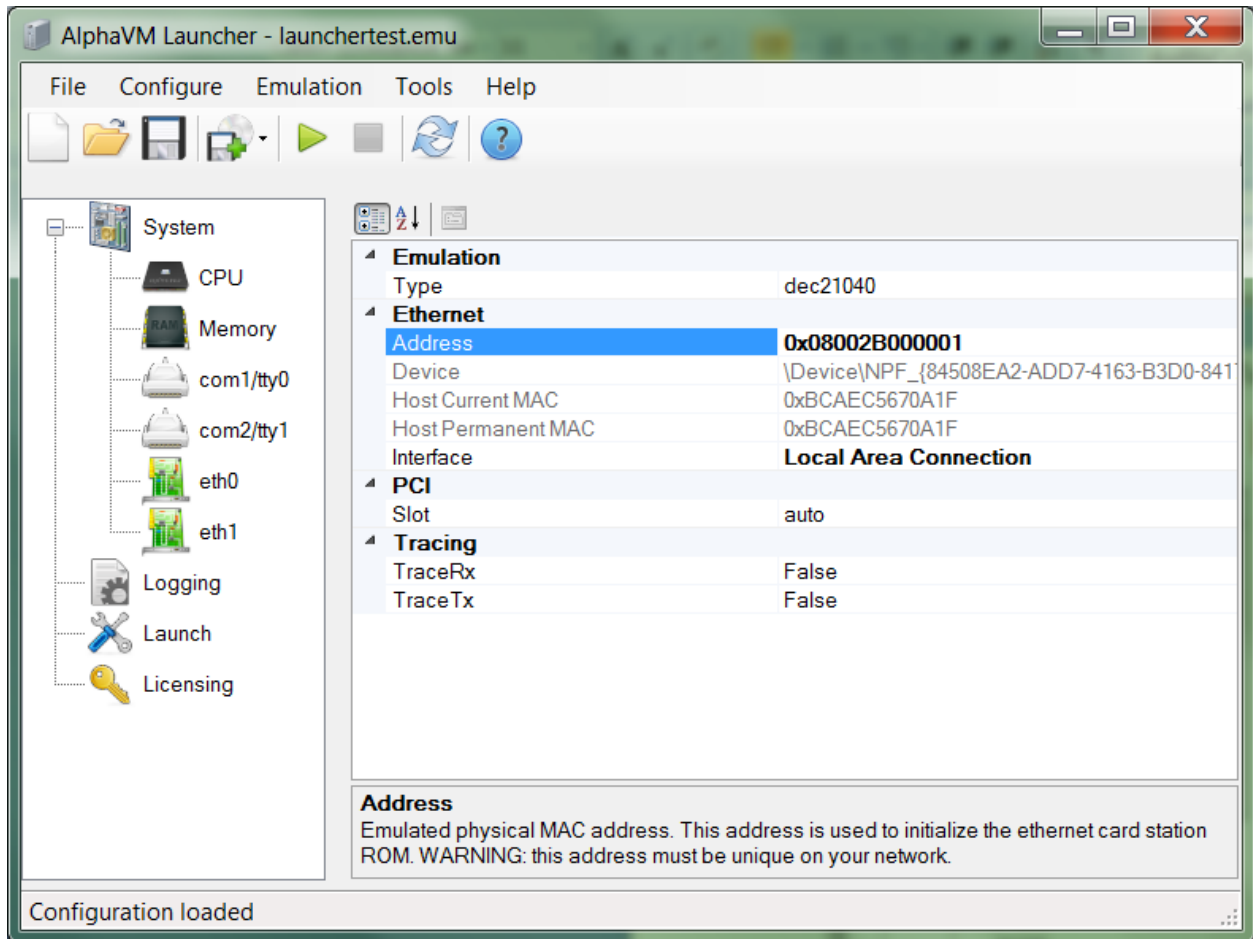 AlphaVM Launcher - launchertest.emu
File Configure Emulation Tools Help
System
CPU
RAM
Memory
com1/tty0
com2/tty1
eth0
eth1
Logging
Launch
Licensing
A
Z
Emulation
Type dec21040
Ethernet
Address 0x08002B000001
Device \Device\NPF_{84508EA2-ADD7-4163-B3D0-841
Host Current MAC 0xBCAEC5670A1F
Host Permanent MAC 0xBCAEC5670A1F
Interface Local Area Connection
PCI
Slot auto
Tracing
TraceRx False
TraceTx False
Address
Emulated physical MAC address. This address is used to initialize the ethernet card station
ROM. WARNING: this address must be unique on your network.
Configuration loaded